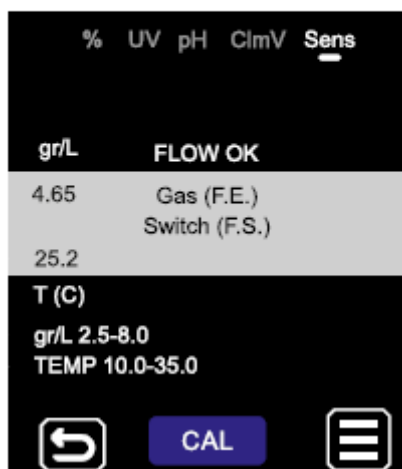 % UV pH ClmV Sens
gr/L FLOW OK
4.65 Gas (F.E.)
Switch (F.S.)
25.2
T (C)
gr/L 2.5-8.0
TEMP 10.0-35.0
CAL